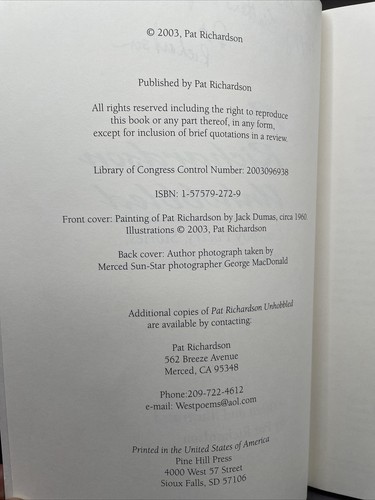 © 2003, Pat Richardson
Published by Pat Richardson
All rights reserved including the right to reproduce
this book or any part thereof, in any form,
except for inclusion of brief quotations in a review.
Library of Congress Control Number: 2003096938
ISBN: 1-57579-272-9
Front cover: Painting of Pat Richardson by Jack Dumas, circa 1960.
Illustrations © 2003, Pat Richardson
Back cover: Author photograph taken by
Merced Sun-Star photographer George MacDonald
Additional copies of Pat Richardson Unhobbled
are available by contacting:
Pat Richardson
562 Breeze Avenue
Merced, CA 95348
Phone:209-722-4612
e-mail: Westpoems@aol.com
Printed in the United States of America
Pine Hill Press
4000 West 57 Street
Sioux Falls, SD 57106